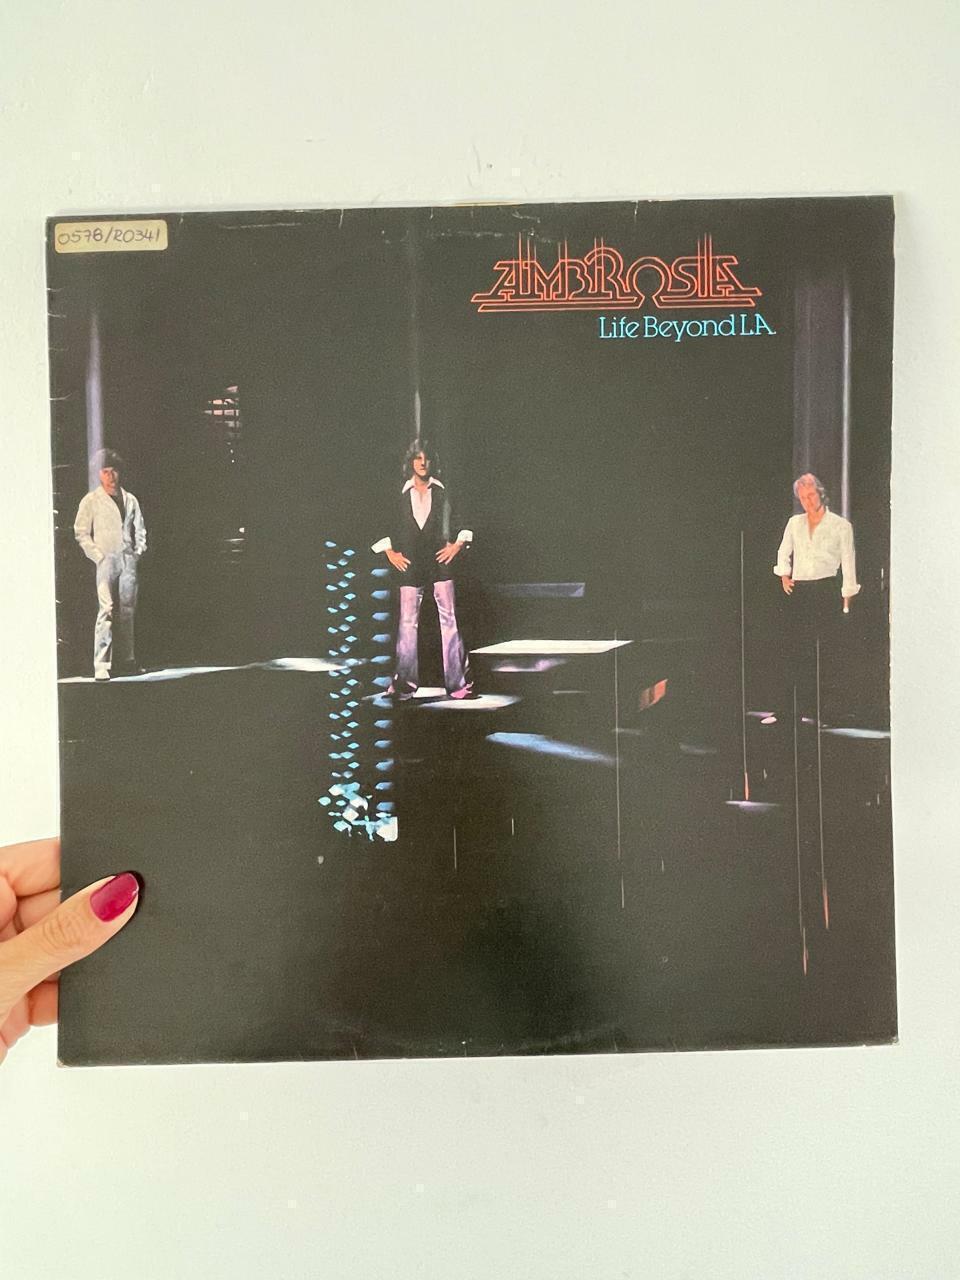 0578/R0341
AMBROSIA
Life Beyond L.A.